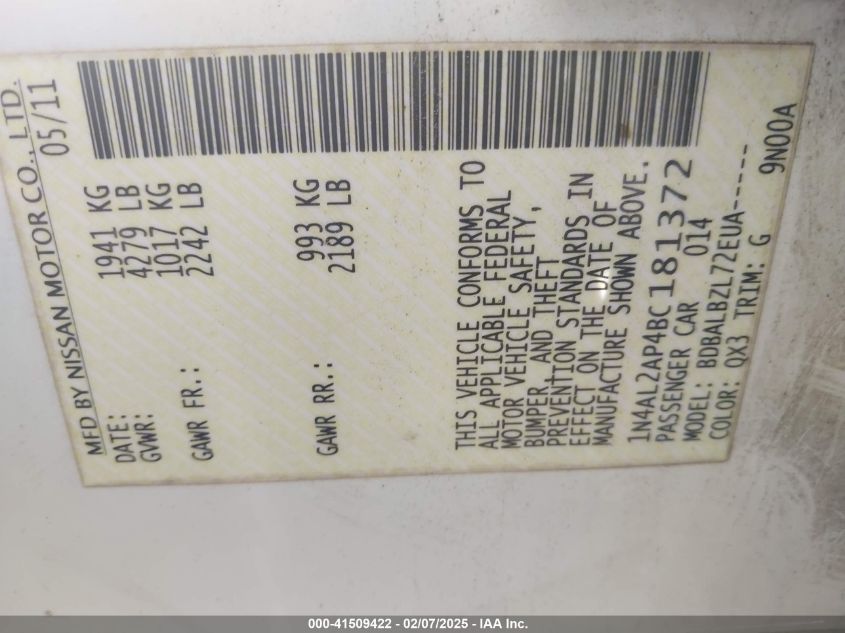 MFD BY NISSAN MOTOR CO., LTD.
DATE: 05/11
GVWR: 1941 KG
4279 LB
GAWR FR.: 1017 KG
2242 LB
GAWR RR.: 993 KG
2189 LB
THIS VEHICLE CONFORMS TO
ALL APPLICABLE FEDERAL
MOTOR VEHICLE SAFETY,
BUMPER, AND THEFT
PREVENTION STANDARDS IN
EFFECT ON THE DATE OF
MANUFACTURE SHOWN ABOVE.
1N4AL2AP4BC181372
PASSENGER CAR 014
MODEL: BDBALBZL72EUA------
COLOR: QX3 TRIM: G 9N00A
000-41509422 - 02/07/2025 - IAA Inc.